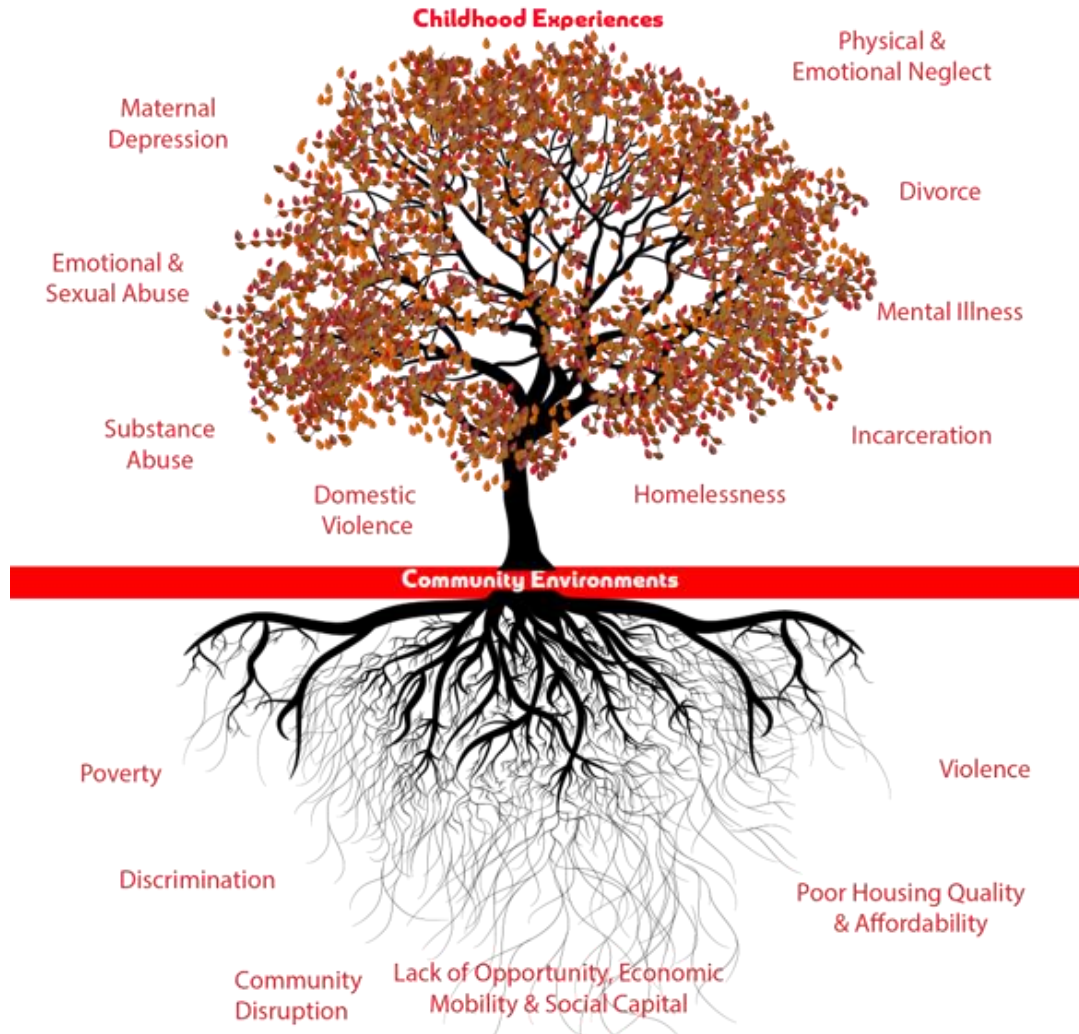 Childhood Experiences
Physical &
Emotional Neglect
Maternal
Depression
Divorce
Emotional &
Sexual Abuse
Mental Illness
Substance
Abuse
Incarceration
Domestic
Violence
Homelessness
Community Environments
Poverty
Violence
Discrimination
Poor Housing Quality
& Affordability
Community
Disruption
Lack of Opportunity, Economic
Mobility & Social Capital